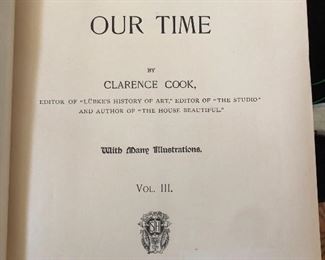 OUR TIME
BY
CLARENCE COOK,
EDITOR OF "LÜBKE'S HISTORY OF ART," EDITOR OF "THE STUDIO"
AND AUTHOR OF "THE HOUSE BEAUTIFUL."
With Many Illustrations.
VOL. III.